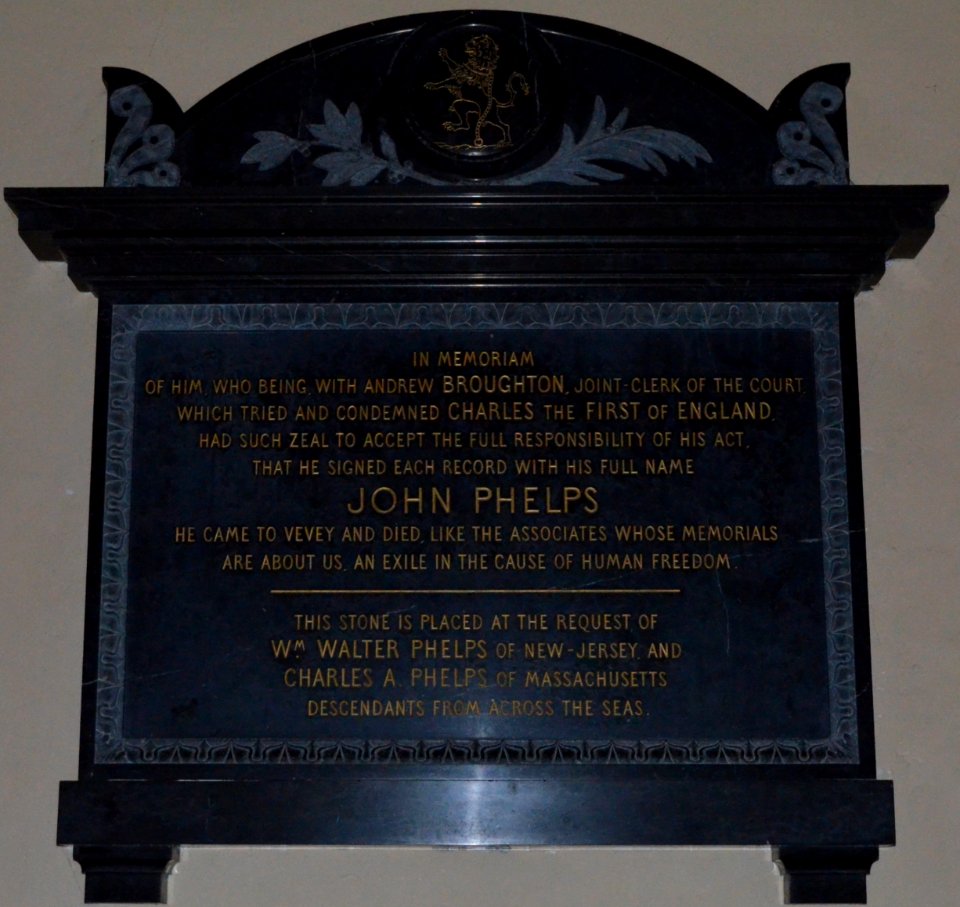 IN MEMORIAM
OF HIM, WHO BEING, WITH ANDREW BROUGHTON, JOINT-CLERK OF THE COURT,
WHICH TRIED AND CONDEMNED CHARLES THE FIRST OF ENGLAND,
HAD SUCH ZEAL TO ACCEPT THE FULL RESPONSIBILITY OF HIS ACT,
THAT HE SIGNED EACH RECORD WITH HIS FULL NAME
JOHN PHELPS
HE CAME TO VEVEY AND DIED, LIKE THE ASSOCIATES WHOSE MEMORIALS
ARE ABOUT US, AN EXILE IN THE CAUSE OF HUMAN FREEDOM.
THIS STONE IS PLACED AT THE REQUEST OF
Wᴹ WALTER PHELPS OF NEW-JERSEY, AND
CHARLES A. PHELPS OF MASSACHUSETTS
DESCENDANTS FROM ACROSS THE SEAS.